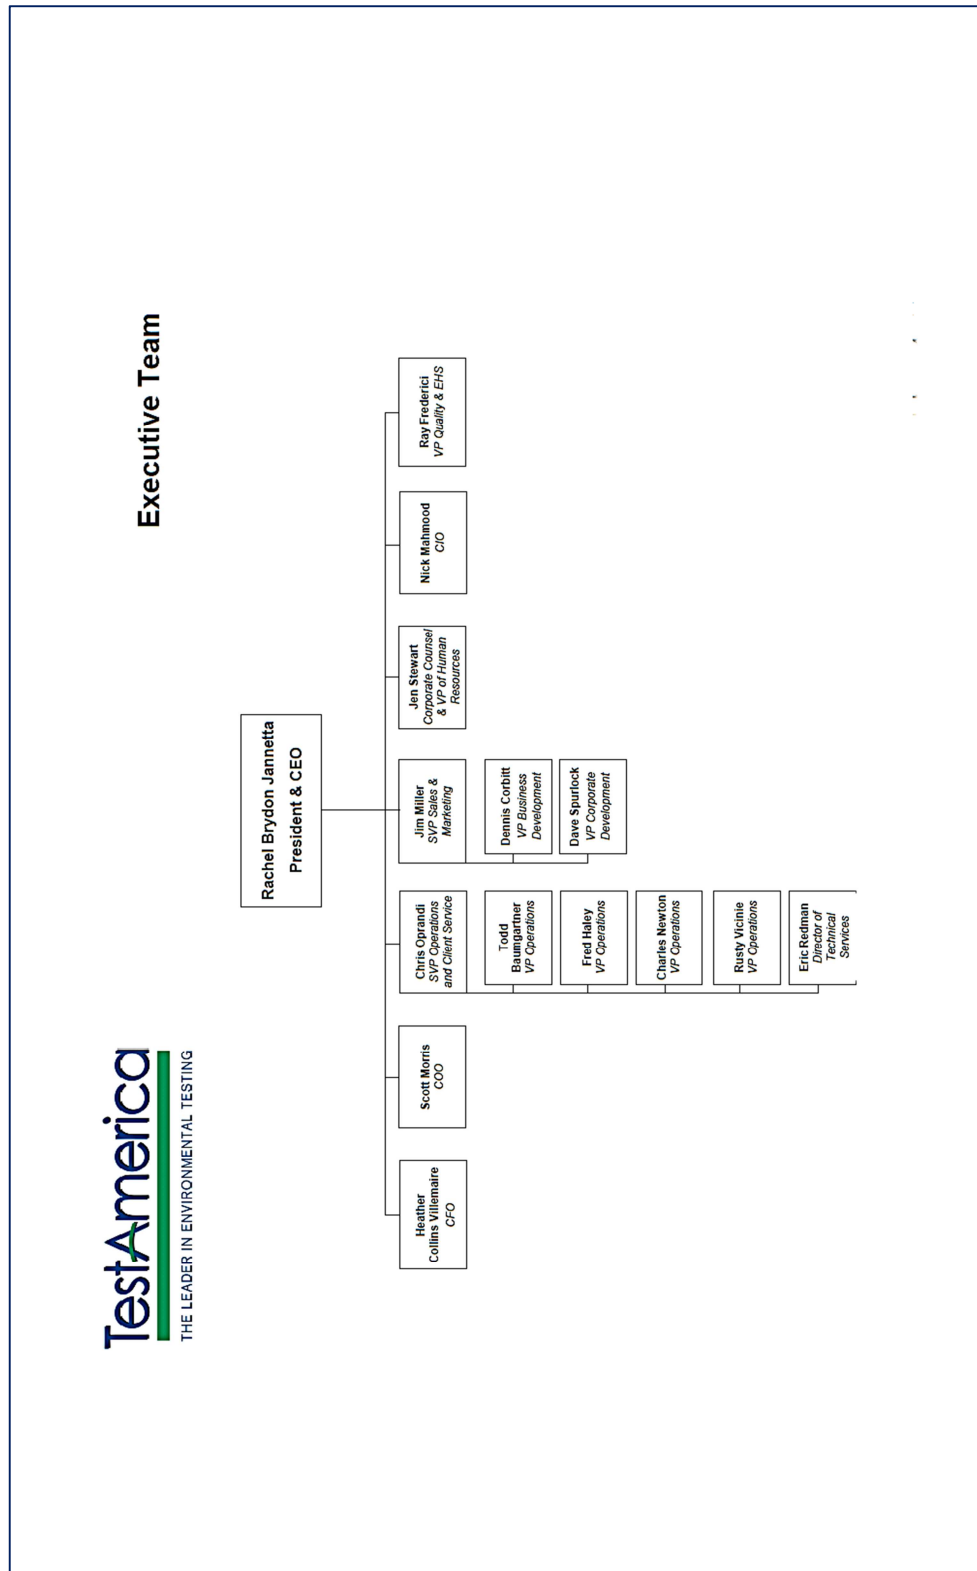 TestAmerica
THE LEADER IN ENVIRONMENTAL TESTING
Executive Team
Rachel Brydon Jannetta
President & CEO
Heather
Collins Villemaire
CFO
Scott Morris
COO
Chris Oprandi
SVP Operations
and Client Service
Todd
Baumgartner
VP Operations
Fred Haley
VP Operations
Charles Newton
VP Operations
Rusty Vicinie
VP Operations
Eric Redman
Director of
Technical
Services
Jim Miller
SVP Sales &
Marketing
Dennis Corbitt
VP Business
Development
Dave Spurlock
VP Corporate
Development
Jen Stewart
Corporate Counsel
& VP of Human
Resources
Nick Mahmood
CIO
Ray Frederici
VP Quality & EHS